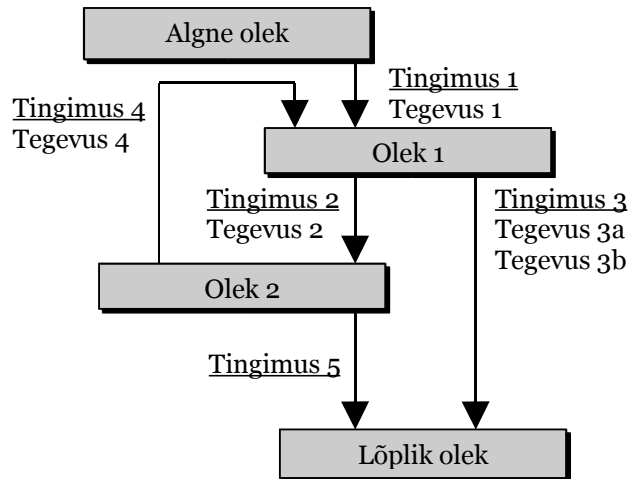 Algne olek
Tingimus 1
Tegevus 1
Tingimus 4
Tegevus 4
Olek 1
Tingimus 2
Tegevus 2
Tingimus 3
Tegevus 3a
Tegevus 3b
Olek 2
Tingimus 5
Lõplik olek